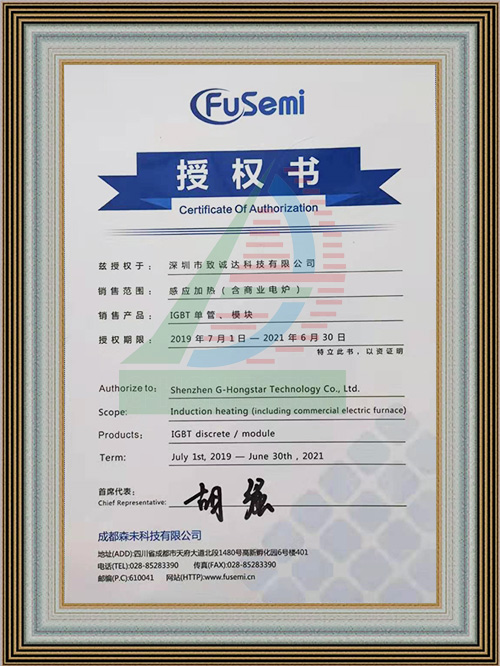 FuSemi
授权书
Certificate Of Authorization
兹授权于： 深圳市致诚达科技有限公司
销售范围： 感应加热（含商业电炉）
销售产品： IGBT 单管、模块
授权期限： 2019 年 7 月 1 日 — 2021 年 6 月 30 日
特立此书，以资证明
Authorize to: Shenzhen G-Hongstar Technology Co., Ltd.
Scope: Induction heating (including commercial electric furnace)
Products: IGBT discrete / module
Term: July 1st, 2019 — June 30th , 2021
首席代表：
Chief Representative:
胡强
成都森未科技有限公司
地址(ADD):四川省成都市天府大道北段1480号高新孵化园6号楼401
电话(TEL):028-85283390 传真(FAX):028-85283390
邮编(P.C):610041 网站(HTTP):www.fusemi.cn